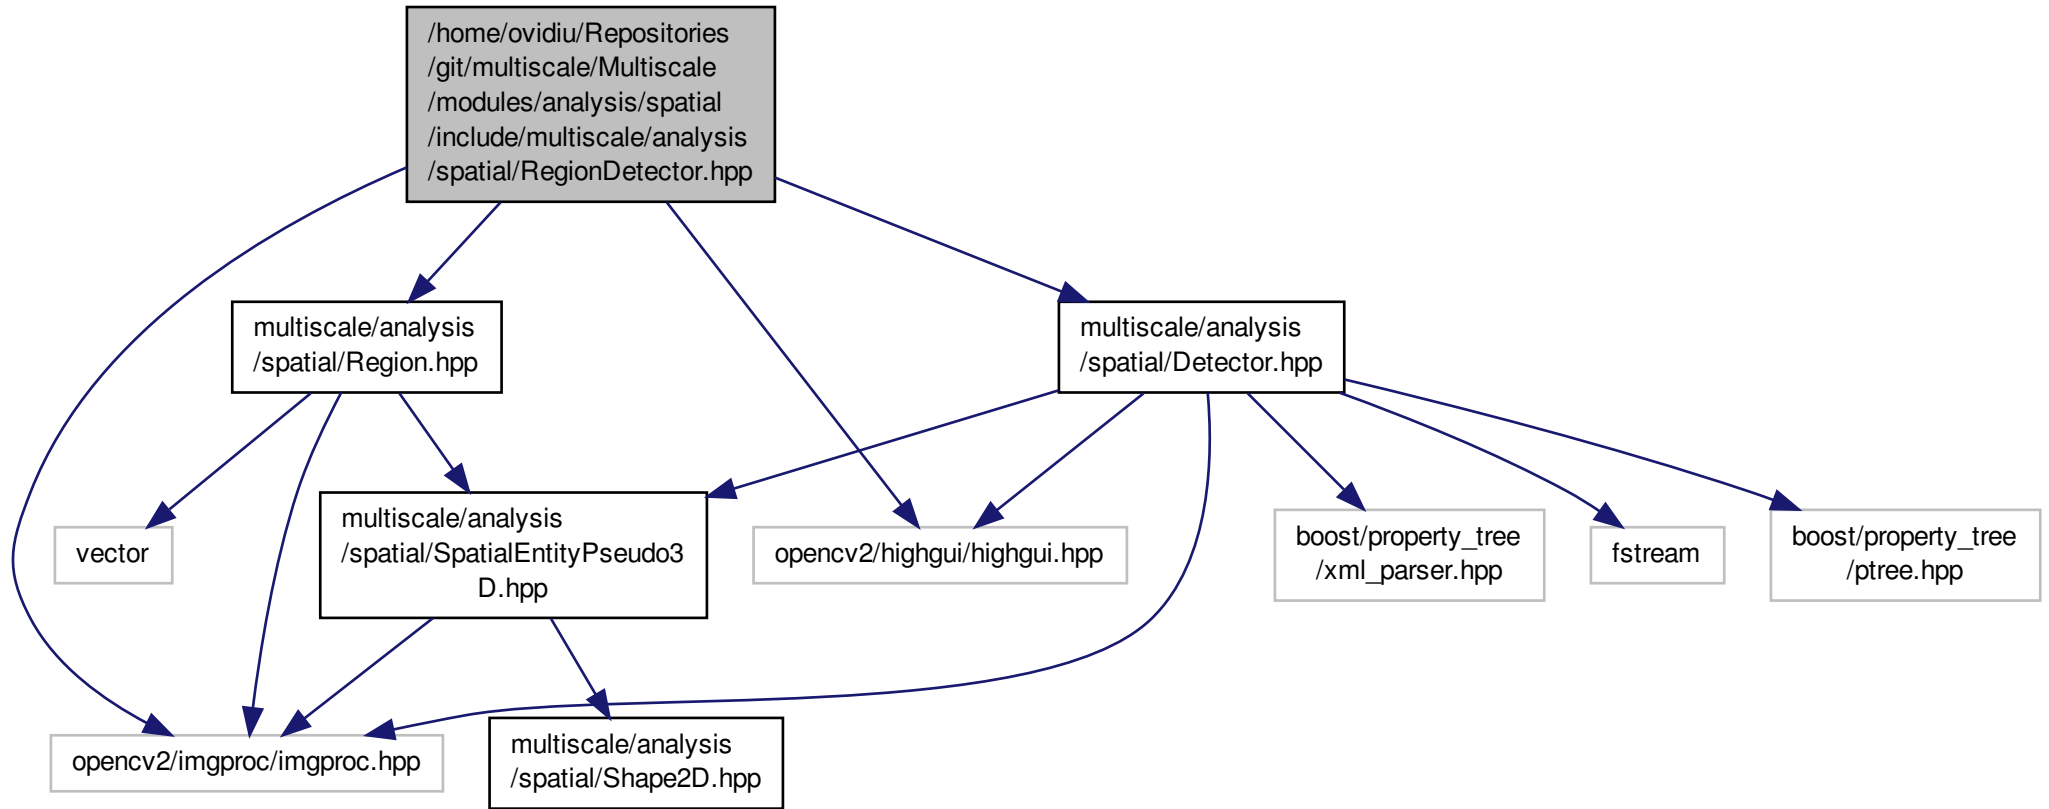 /home/ovidiu/Repositories
/git/multiscale/Multiscale
/modules/analysis/spatial
/include/multiscale/analysis
/spatial/RegionDetector.hpp
multiscale/analysis
/spatial/Region.hpp
multiscale/analysis
/spatial/Detector.hpp
vector
multiscale/analysis
/spatial/SpatialEntityPseudo3
D.hpp
opencv2/highgui/highgui.hpp
boost/property_tree
/xml_parser.hpp
fstream
boost/property_tree
/ptree.hpp
opencv2/imgproc/imgproc.hpp
multiscale/analysis
/spatial/Shape2D.hpp